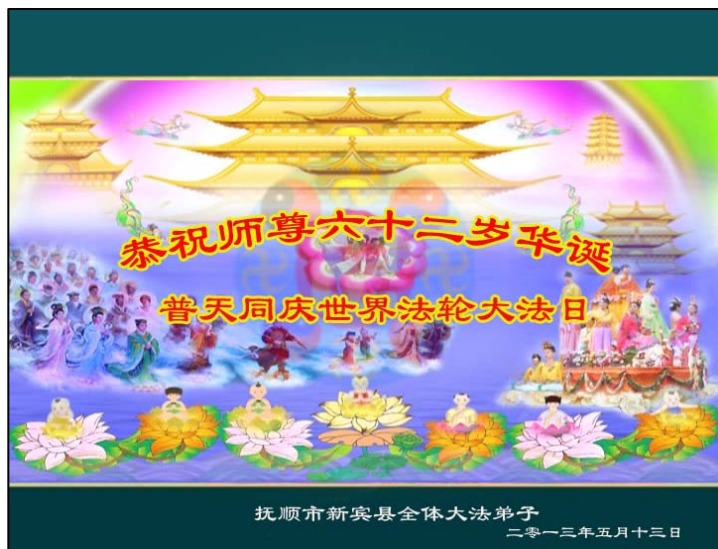 恭祝师尊六十二岁华诞
普天同庆世界法轮大法日
抚顺市新宾县全体大法弟子
二零一三年五月十三日